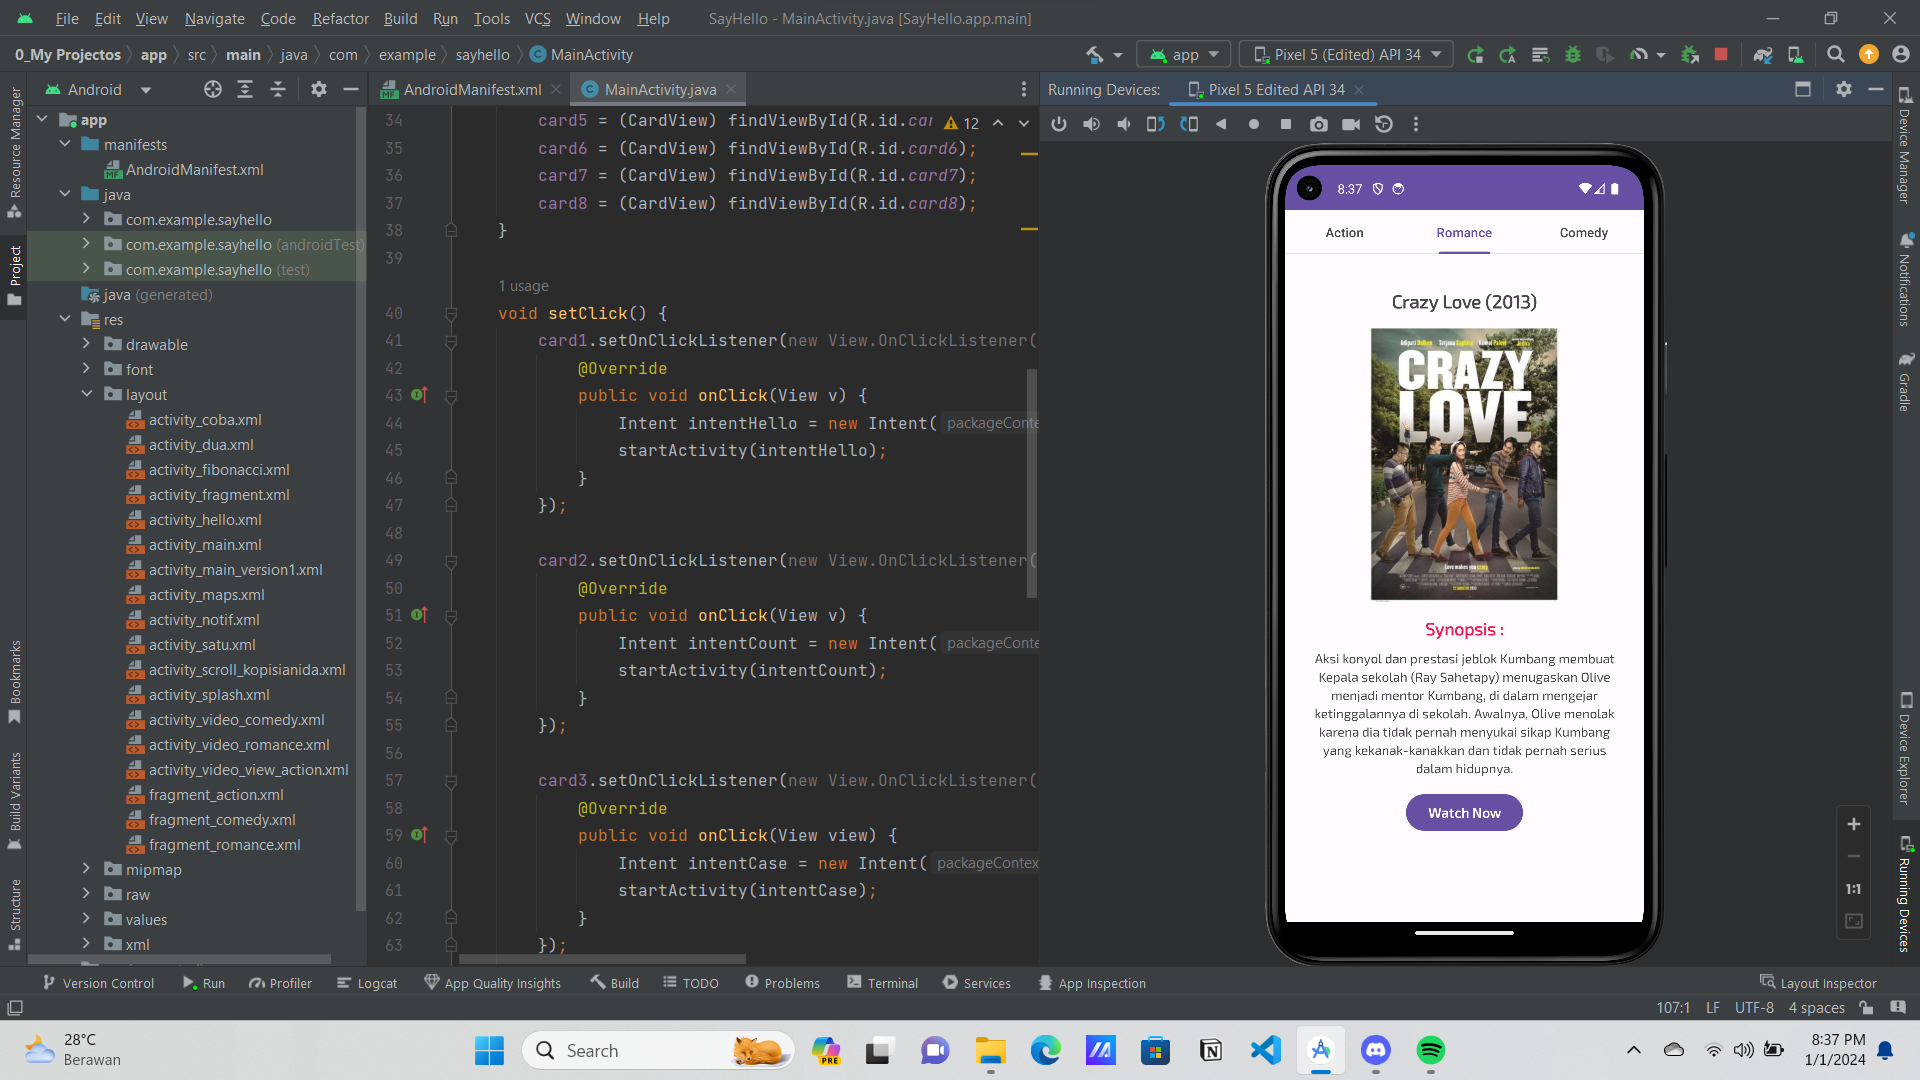 File Edit View Navigate Code Refactor Build Run Tools VCS Window Help SayHello - MainActivity.java [SayHello.app.main]
0_My Projectos app src main java com example sayhello MainActivity app Pixel 5 (Edited) API 34
Android
AndroidManifest.xml MainActivity.java
Running Devices: Pixel 5 Edited API 34
Resource Manager
Project
Bookmarks
Build Variants
Structure
app
manifests
AndroidManifest.xml
java
com.example.sayhello
com.example.sayhello (androidTest)
com.example.sayhello (test)
java (generated)
res
drawable
font
layout
activity_coba.xml
activity_dua.xml
activity_fibonacci.xml
activity_fragment.xml
activity_hello.xml
activity_main.xml
activity_main_version1.xml
activity_maps.xml
activity_notif.xml
activity_satu.xml
activity_scroll_kopisianida.xml
activity_splash.xml
activity_video_comedy.xml
activity_video_romance.xml
activity_video_view_action.xml
fragment_action.xml
fragment_comedy.xml
fragment_romance.xml
mipmap
raw
values
xml
12
34 card5 = (CardView) findViewById(R.id.car
35 card6 = (CardView) findViewById(R.id.card6);
36 card7 = (CardView) findViewById(R.id.card7);
37 card8 = (CardView) findViewById(R.id.card8);
38 }
39
1 usage
40 void setClick() {
41 card1.setOnClickListener(new View.OnClickListener(
42 @Override
43 public void onClick(View v) {
44 Intent intentHello = new Intent( packageConte
45 startActivity(intentHello);
46 }
47 });
48
49 card2.setOnClickListener(new View.OnClickListener(
50 @Override
51 public void onClick(View v) {
52 Intent intentCount = new Intent( packageConte
53 startActivity(intentCount);
54 }
55 });
56
57 card3.setOnClickListener(new View.OnClickListener(
58 @Override
59 public void onClick(View view) {
60 Intent intentCase = new Intent( packageContex
61 startActivity(intentCase);
62 }
63 });
8:37
Action Romance Comedy
Crazy Love (2013)
CRAZY
LOVE
Love makes you crazy
Synopsis :
Aksi konyol dan prestasi jeblok Kumbang membuat
Kepala sekolah (Ray Sahetapy) menugaskan Olive
menjadi mentor Kumbang, di dalam mengejar
ketinggalannya di sekolah. Awalnya, Olive menolak
karena dia tidak pernah menyukai sikap Kumbang
yang kekanak-kanakkan dan tidak pernah serius
dalam hidupnya.
Watch Now
1:1
Device Manager
Notifications
Gradle
Device Explorer
Running Devices
Version Control Run Profiler Logcat App Quality Insights Build TODO Problems Terminal Services App Inspection Layout Inspector
107:1 LF UTF-8 4 spaces
28°C
Berawan
Search
PRE
8:37 PM
1/1/2024